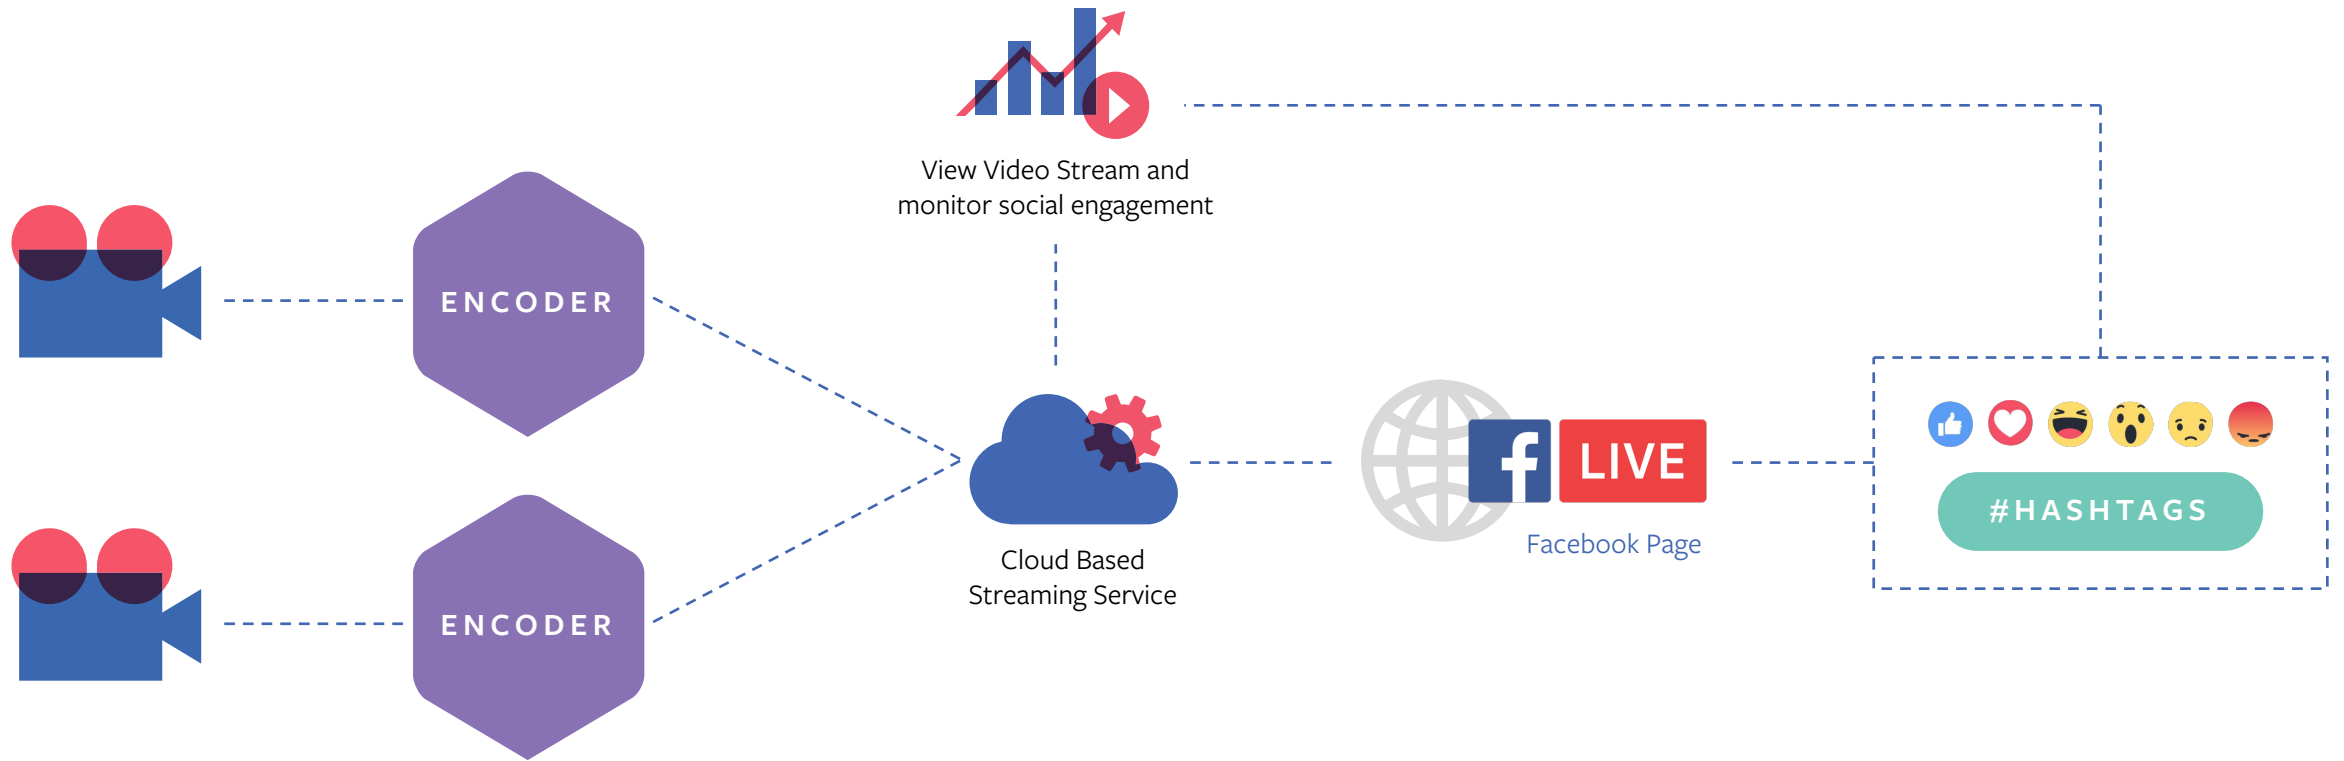 View Video Stream and
monitor social engagement
ENCODER
ENCODER
Cloud Based
Streaming Service
f LIVE
Facebook Page
#HASHTAGS